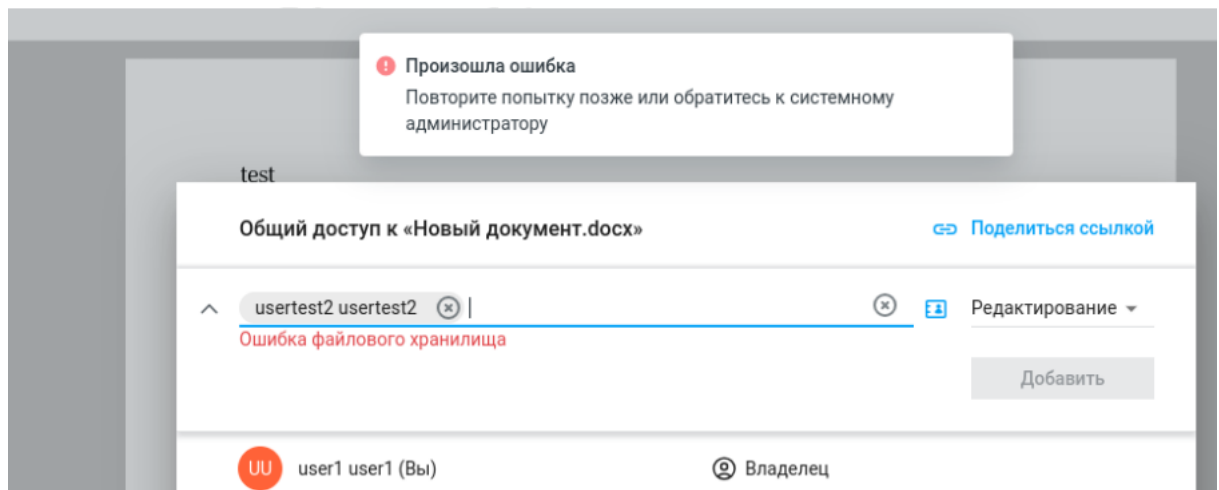 Произошла ошибка
Повторите попытку позже или обратитесь к системному
администратору
test
Общий доступ к «Новый документ.docx»
Поделиться ссылкой
usertest2 usertest2
Редактирование
Ошибка файлового хранилища
Добавить
UU
user1 user1 (Вы)
Владелец